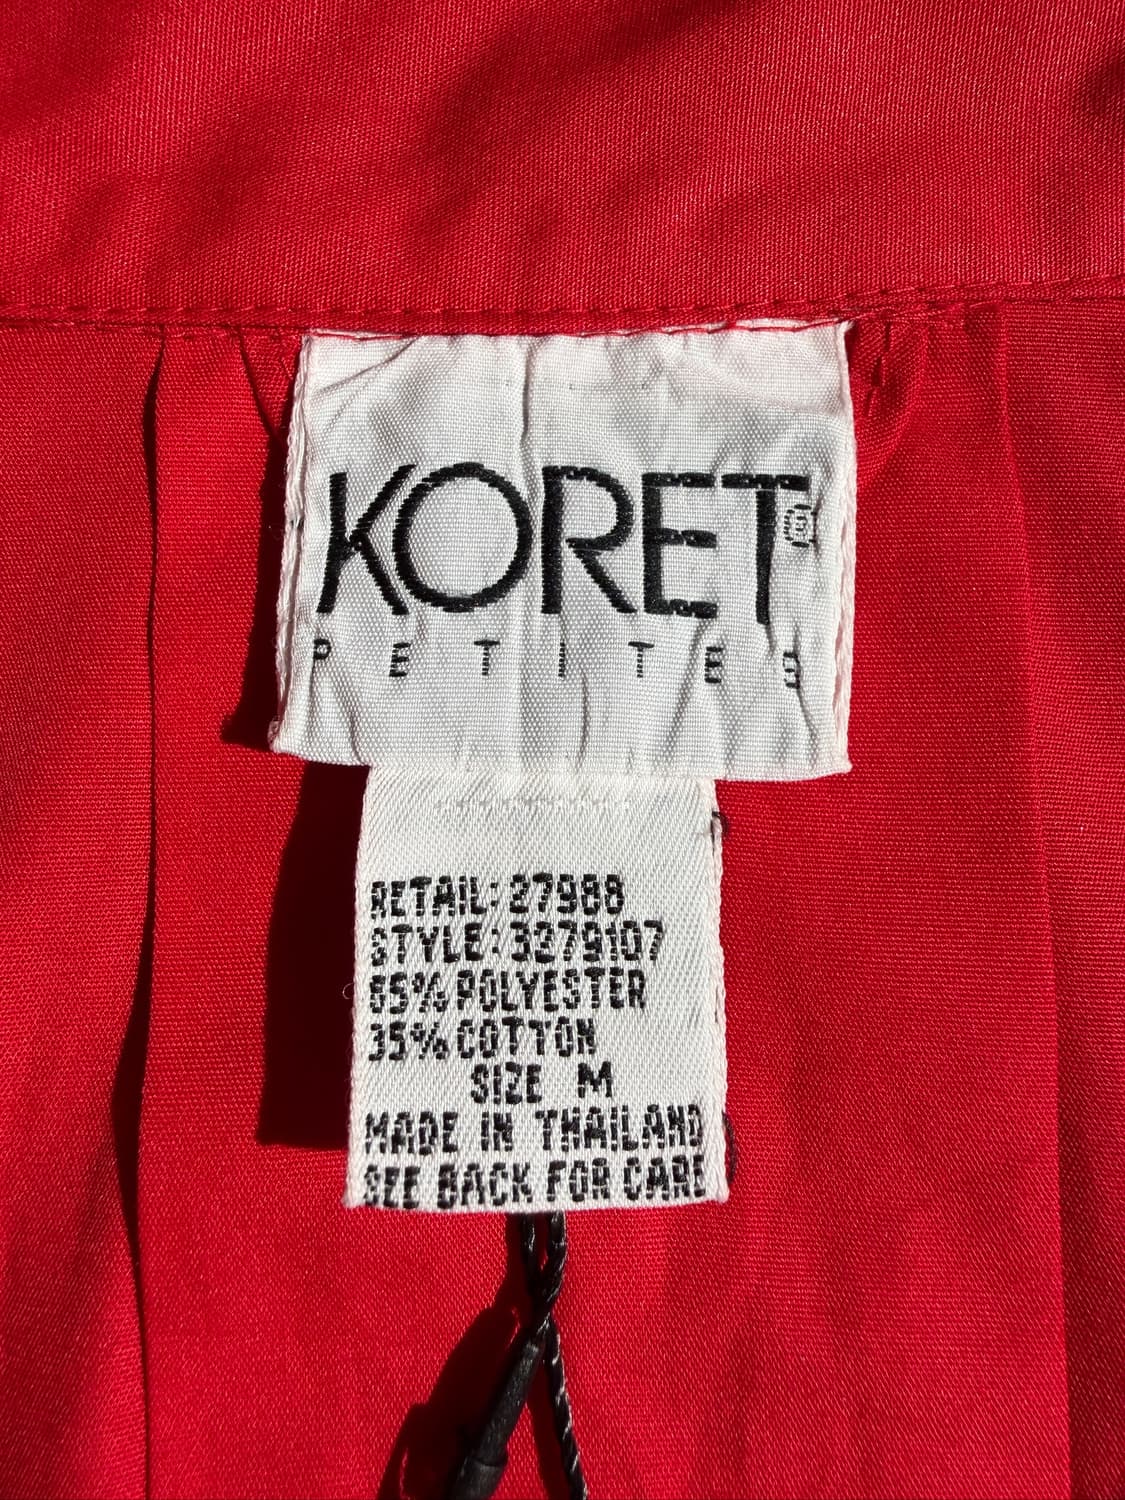 KORET®
PETITES
RETAIL: 27988
STYLE: 3279107
65% POLYESTER
35% COTTON
SIZE M
MADE IN THAILAND
SEE BACK FOR CARE